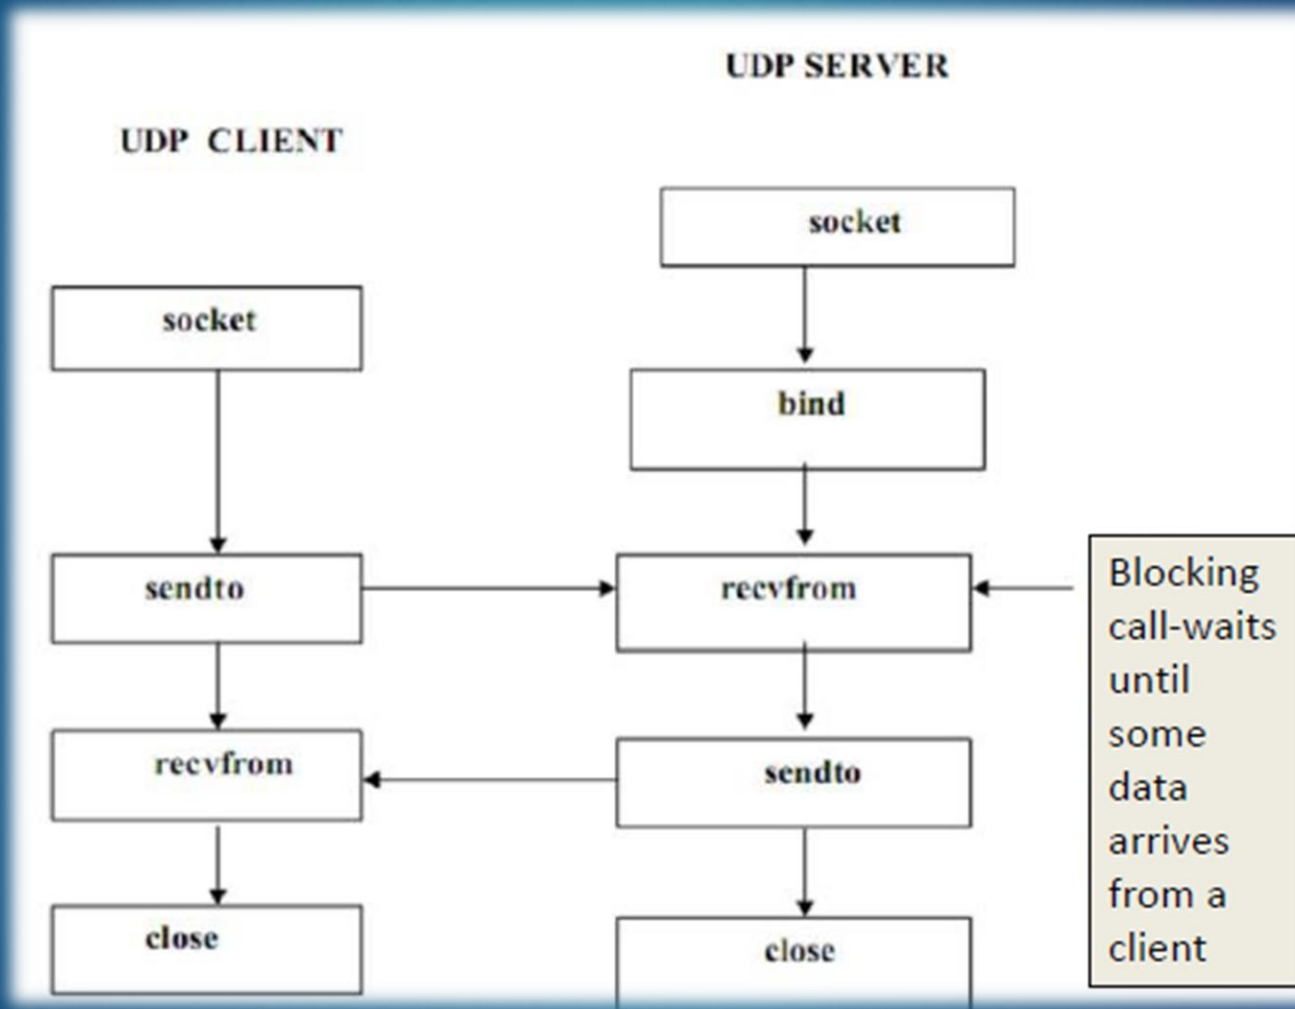 UDP SERVER
UDP CLIENT
socket
socket
bind
sendto
recvfrom
Blocking
call-waits
until
some
data
arrives
from a
client
recvfrom
sendto
close
close